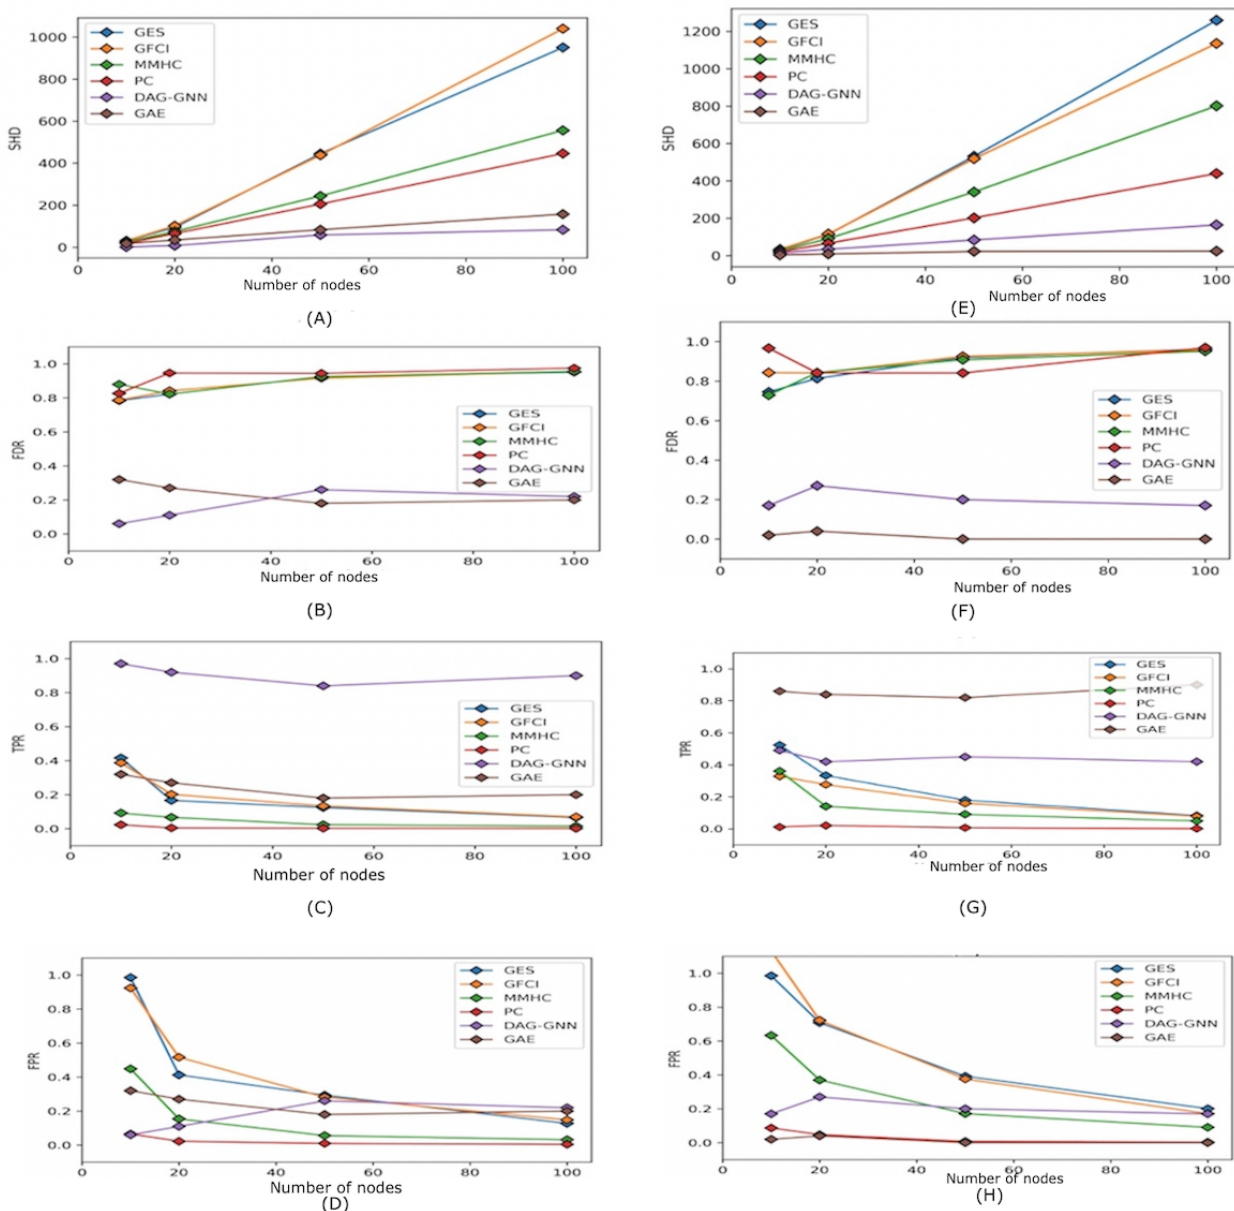 GES
GFCI
MMHC
PC
DAG-GNN
GAE
SHD
1000
800
600
400
200
0
0 20 40 60 80 100
Number of nodes
(A)
GES
GFCI
MMHC
PC
DAG-GNN
GAE
SHD
1200
1000
800
600
400
200
0
0 20 40 60 80 100
Number of nodes
(E)
FDR
1.0
0.8
0.6
0.4
0.2
0.0
GES
GFCI
MMHC
PC
DAG-GNN
GAE
0 20 40 60 80 100
Number of nodes
(B)
FDR
1.0
0.8
0.6
0.4
0.2
0.0
GES
GFCI
MMHC
PC
DAG-GNN
GAE
0 20 40 60 80 100
Number of nodes
(F)
TPR
1.0
0.8
0.6
0.4
0.2
0.0
GES
GFCI
MMHC
PC
DAG-GNN
GAE
0 20 40 60 80 100
Number of nodes
(C)
TPR
1.0
0.8
0.6
0.4
0.2
0.0
GES
GFCI
MMHC
PC
DAG-GNN
GAE
0 20 40 60 80 100
Number of nodes
(G)
FPR
1.0
0.8
0.6
0.4
0.2
0.0
GES
GFCI
MMHC
PC
DAG-GNN
GAE
0 20 40 60 80 100
Number of nodes
(D)
FPR
1.0
0.8
0.6
0.4
0.2
0.0
GES
GFCI
MMHC
PC
DAG-GNN
GAE
0 20 40 60 80 100
Number of nodes
(H)